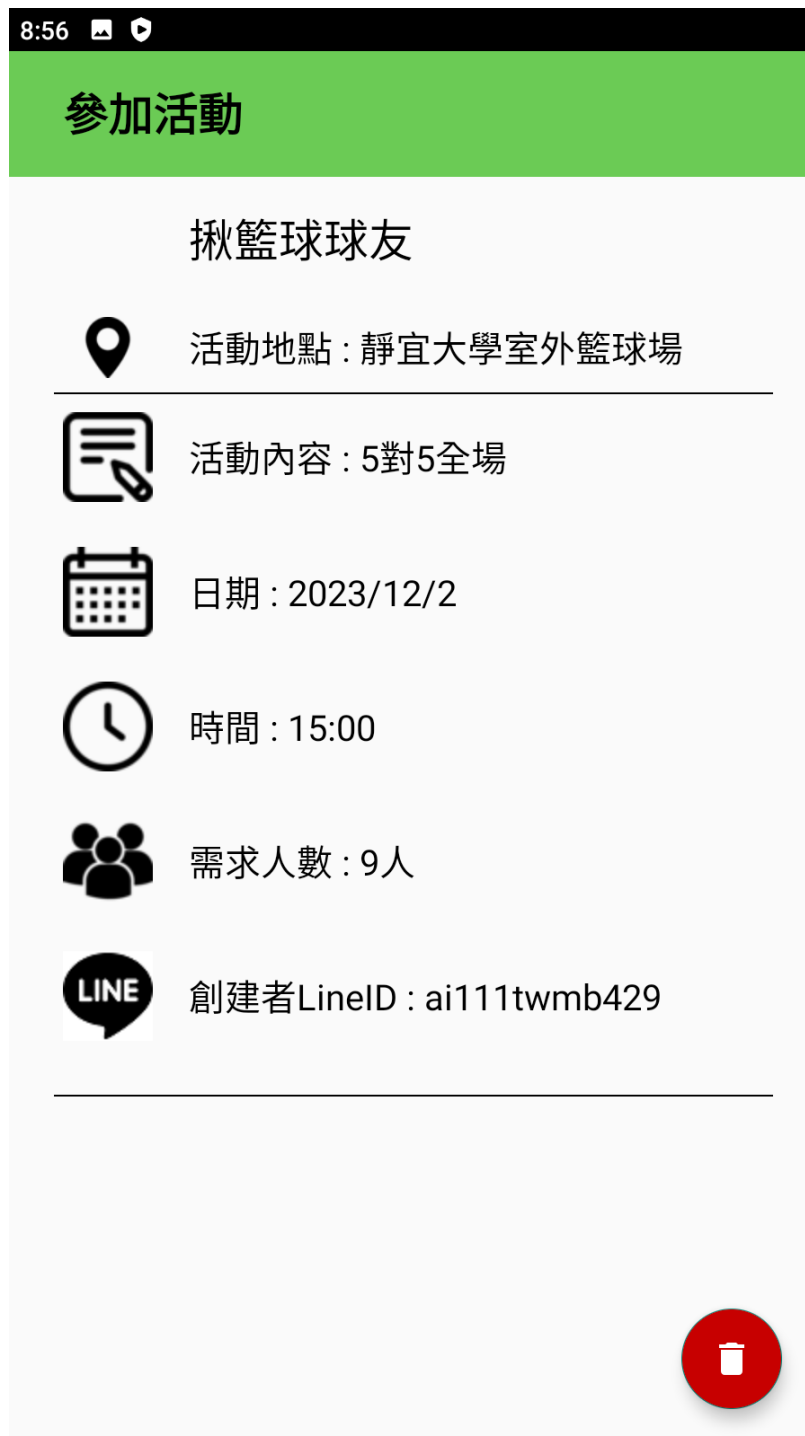 8:56
參加活動
揪籃球球友
活動地點 : 靜宜大學室外籃球場
活動內容 : 5對5全場
日期 : 2023/12/2
時間 : 15:00
需求人數 : 9人
LINE
創建者LineID : ai111twmb429